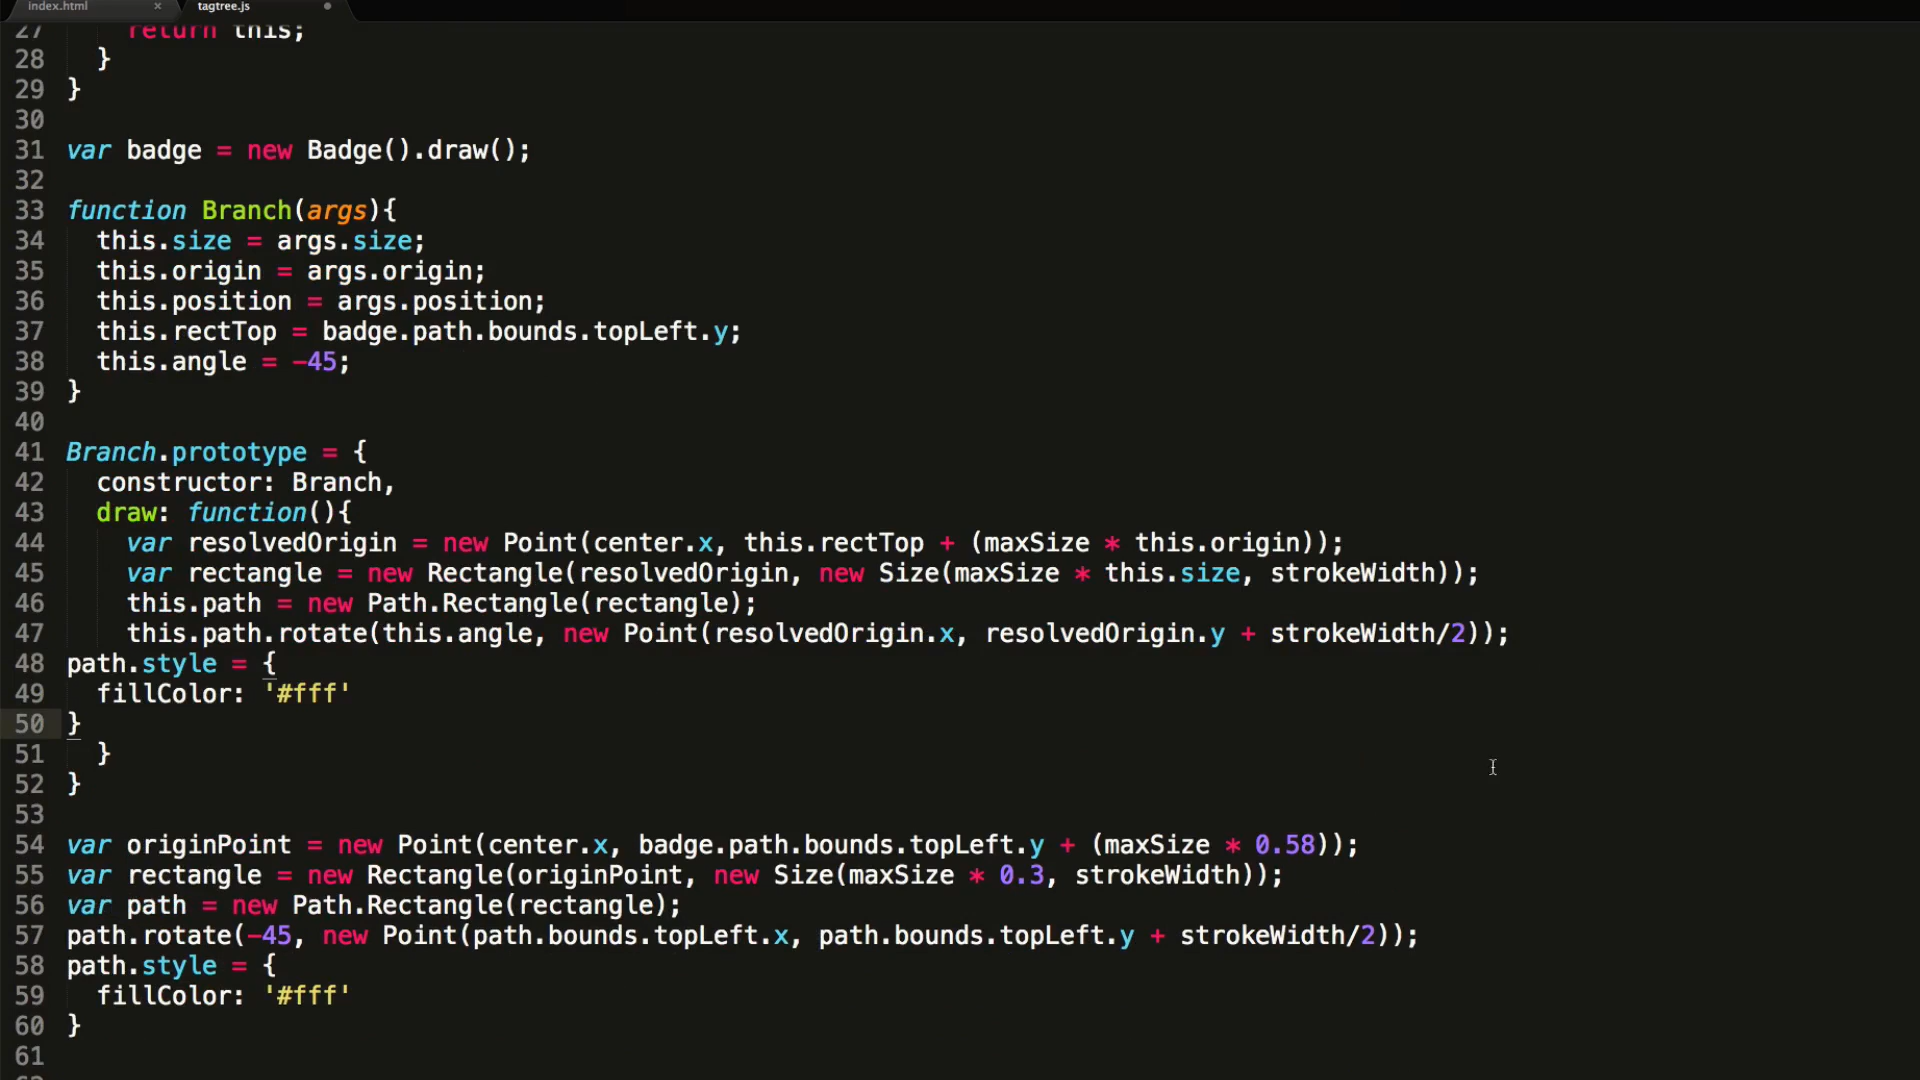 index.html × tagtree.js
27 return this;
28 }
29 }
30
31 var badge = new Badge().draw();
32
33 function Branch(args){
34 this.size = args.size;
35 this.origin = args.origin;
36 this.position = args.position;
37 this.rectTop = badge.path.bounds.topLeft.y;
38 this.angle = -45;
39 }
40
41 Branch.prototype = {
42 constructor: Branch,
43 draw: function(){
44 var resolvedOrigin = new Point(center.x, this.rectTop + (maxSize * this.origin));
45 var rectangle = new Rectangle(resolvedOrigin, new Size(maxSize * this.size, strokeWidth));
46 this.path = new Path.Rectangle(rectangle);
47 this.path.rotate(this.angle, new Point(resolvedOrigin.x, resolvedOrigin.y + strokeWidth/2));
48 path.style = {
49 fillColor: '#fff'
50 }
51 }
52 }
53
54 var originPoint = new Point(center.x, badge.path.bounds.topLeft.y + (maxSize * 0.58));
55 var rectangle = new Rectangle(originPoint, new Size(maxSize * 0.3, strokeWidth));
56 var path = new Path.Rectangle(rectangle);
57 path.rotate(-45, new Point(path.bounds.topLeft.x, path.bounds.topLeft.y + strokeWidth/2));
58 path.style = {
59 fillColor: '#fff'
60 }
61